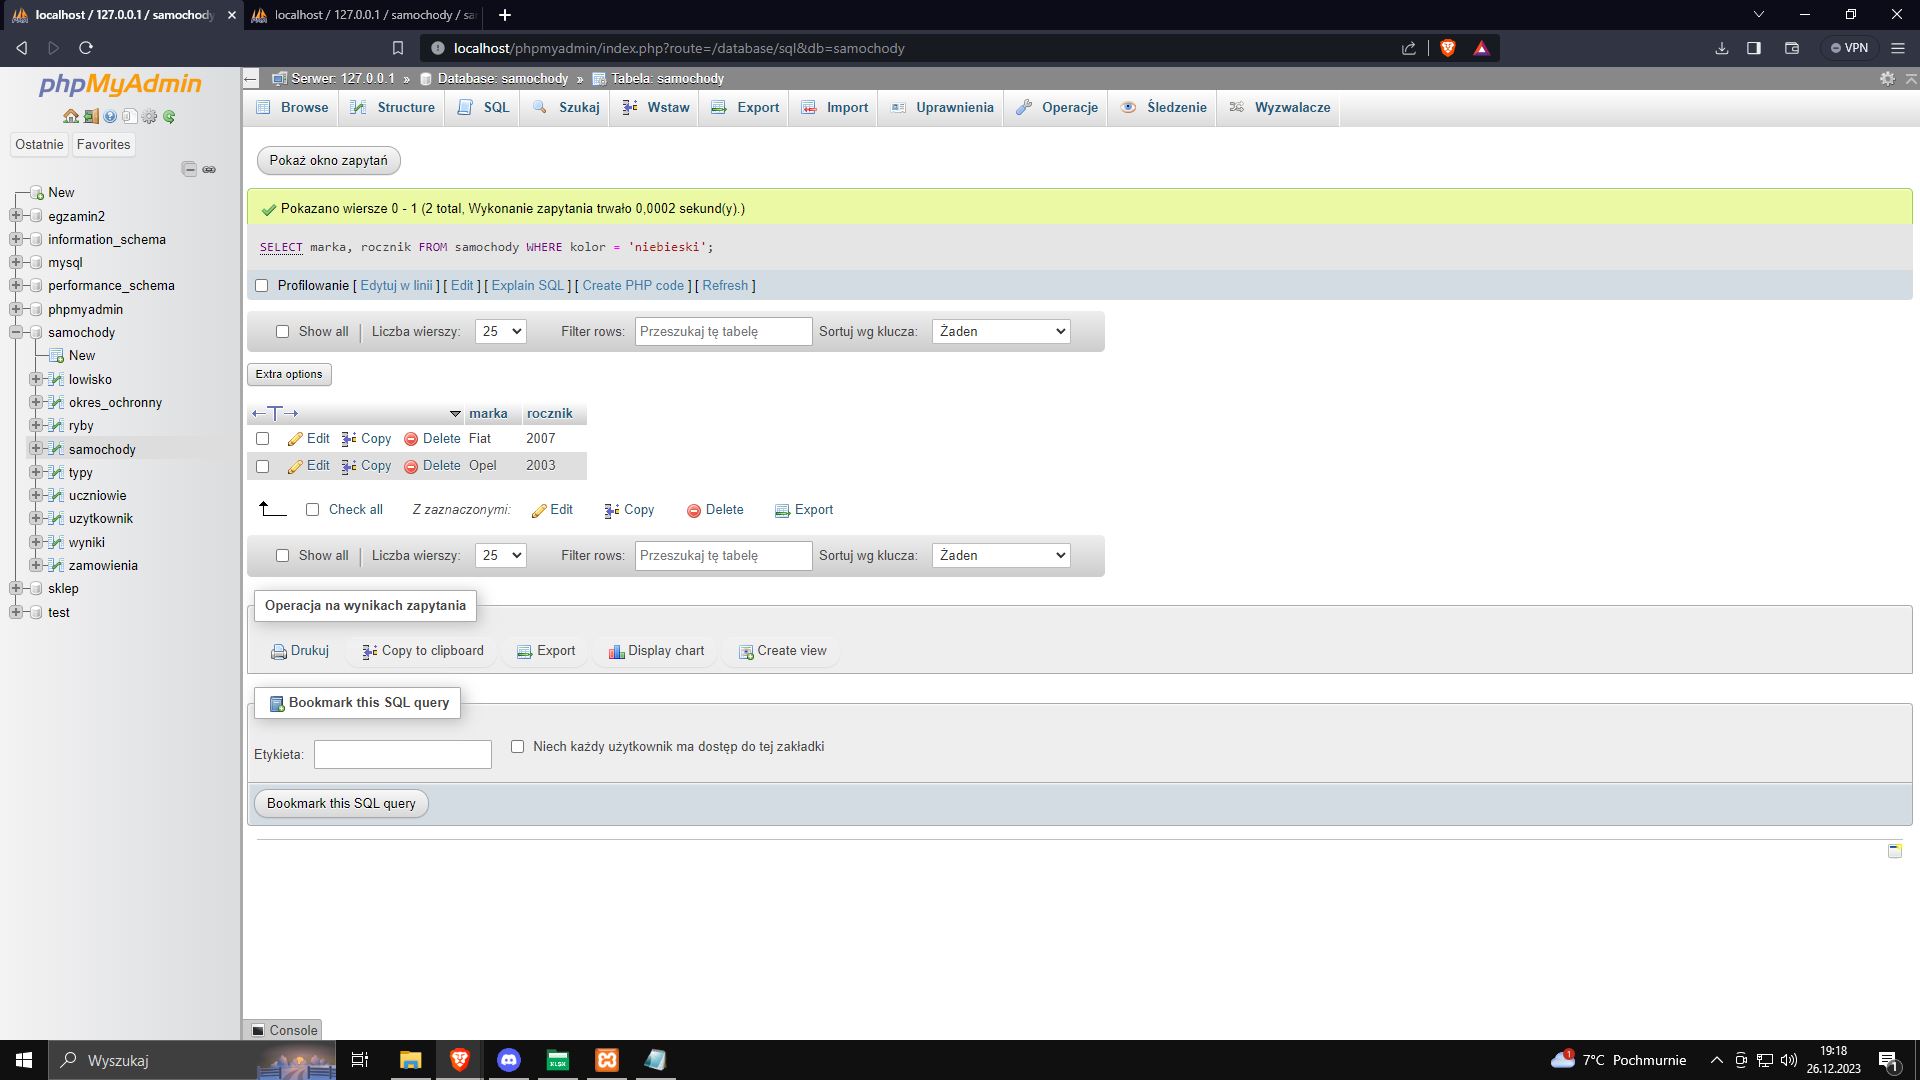 localhost / 127.0.0.1 / samochody
localhost / 127.0.0.1 / samochody / sa
localhost/phpmyadmin/index.php?route=/database/sql&db=samochody
VPN
phpMyAdmin
Ostatnie
Favorites
New
egzamin2
information_schema
mysql
performance_schema
phpmyadmin
samochody
New
lowisko
okres_ochronny
ryby
samochody
typy
uczniowie
uzytkownik
wyniki
zamowienia
sklep
test
Serwer: 127.0.0.1 » Database: samochody » Tabela: samochody
Browse Structure SQL Szukaj Wstaw Export Import Uprawnienia Operacje Śledzenie Wyzwalacze
Pokaż okno zapytań
Pokazano wiersze 0 - 1 (2 total, Wykonanie zapytania trwało 0,0002 sekund(y).)
SELECT marka, rocznik FROM samochody WHERE kolor = 'niebieski';
Profilowanie [ Edytuj w linii ] [ Edit ] [ Explain SQL ] [ Create PHP code ] [ Refresh ]
Show all Liczba wierszy: 25 Filter rows: Przeszukaj tę tabelę Sortuj wg klucza: Żaden
Extra options
marka rocznik
Edit Copy Delete Fiat 2007
Edit Copy Delete Opel 2003
Check all Z zaznaczonymi: Edit Copy Delete Export
Show all Liczba wierszy: 25 Filter rows: Przeszukaj tę tabelę Sortuj wg klucza: Żaden
Operacja na wynikach zapytania
Drukuj Copy to clipboard Export Display chart Create view
Bookmark this SQL query
Etykieta: Niech każdy użytkownik ma dostęp do tej zakładki
Bookmark this SQL query
Console
Wyszukaj
XLSX
1
7°C Pochmurnie
19:18
26.12.2023
1